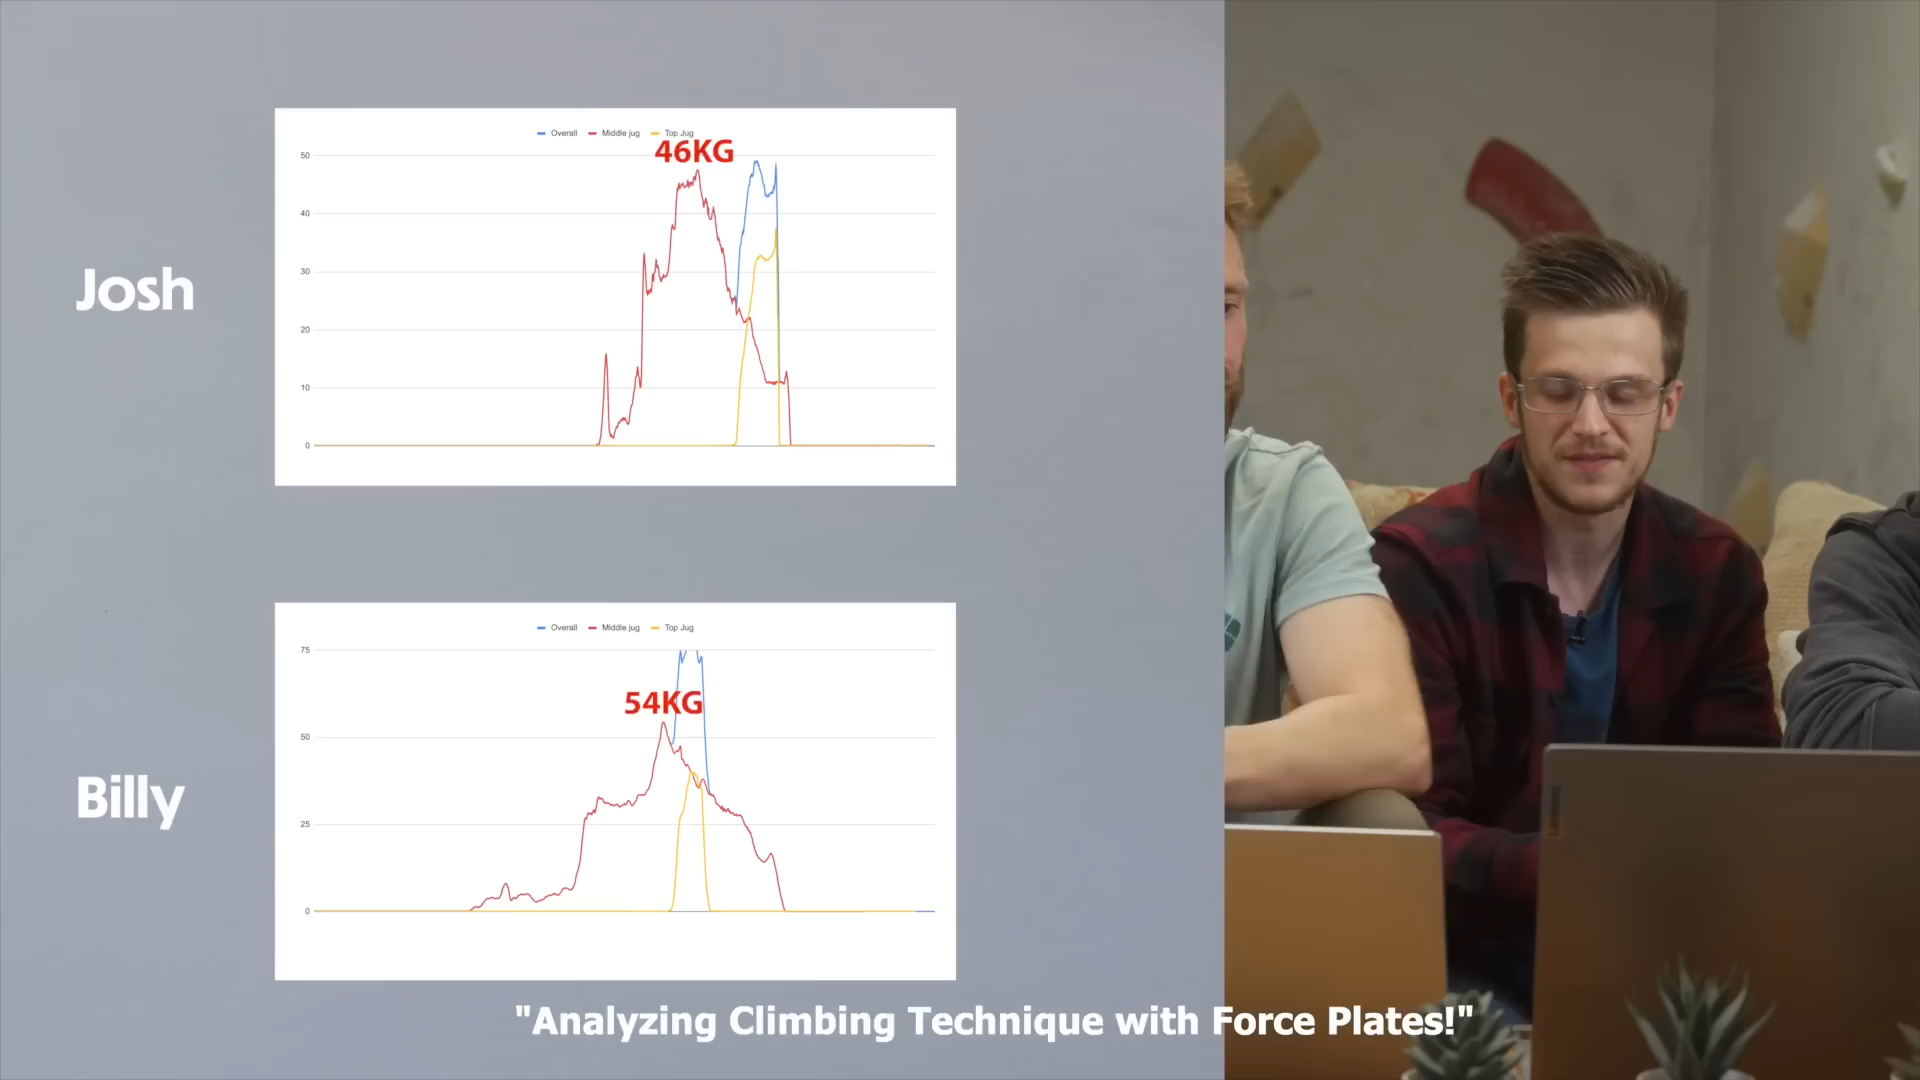 Overall Middle jug Top Jug
46KG
50
40
30
20
10
0
Josh
Overall Middle jug Top Jug
75
54KG
50
25
0
Billy
"Analyzing Climbing Technique with Force Plates!"